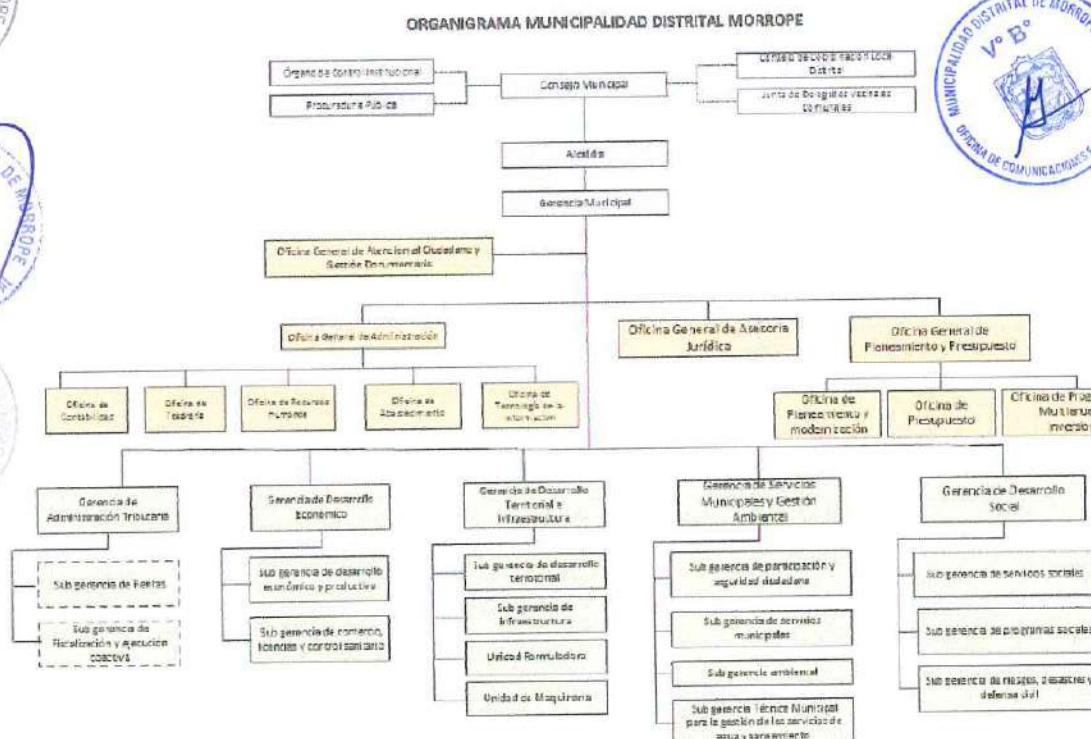 ORGANIGRAMA MUNICIPALIDAD DISTRITAL MORROPE
Órgano de Control Institucional
Procuraduría Pública
Consejo Municipal
Consejo de Coordinación Local
Distrital
Junta de Delegados Vecinales
Comunales
Alcaldía
Gerencia Municipal
Oficina General de Atención al Ciudadano y
Gestión Documentaria
Oficina General de Administración
Oficina General de Asesoría
Jurídica
Oficina General de
Planeamiento y Presupuesto
Oficina de
Contabilidad
Oficina de
Tesorería
Oficina de Recursos
Humanos
Oficina de
Abastecimiento
Oficina de
Tecnología de la
información
Oficina de
Planeamiento y
modernización
Oficina de
Presupuesto
Oficina de
Gerencia de
Administración Tributaria
Gerencia de Desarrollo
Económico
Gerencia de Desarrollo
Territorial e
Infraestructura
Gerencia de Servicios
Municipales y Gestión
Ambiental
Gerencia de Desarrollo
Social
Sub gerencia de Rentas
Sub gerencia de
Fiscalización y ejecución
coactiva
Sub gerencia de desarrollo
económico y productivo
Sub gerencia de comercio,
licencias y control sanitario
Sub gerencia de desarrollo
territorial
Sub gerencia de
infraestructura
Unidad Formuladora
Unidad de Maquinaria
Sub gerencia de participación y
seguridad ciudadana
Sub gerencia de servicios
municipales
Sub gerencia ambiental
Sub gerencia Técnica Municipal
para la gestión de los servicios de
agua y saneamiento
Sub gerencia de servicios sociales
Sub gerencia de programas sociales
Sub gerencia de riesgos, desastres y
defensa civil
MUNICIPALIDAD DISTRITAL DE
V° B°
OFICINA DE COMUNICACIONES
DE MORROPE